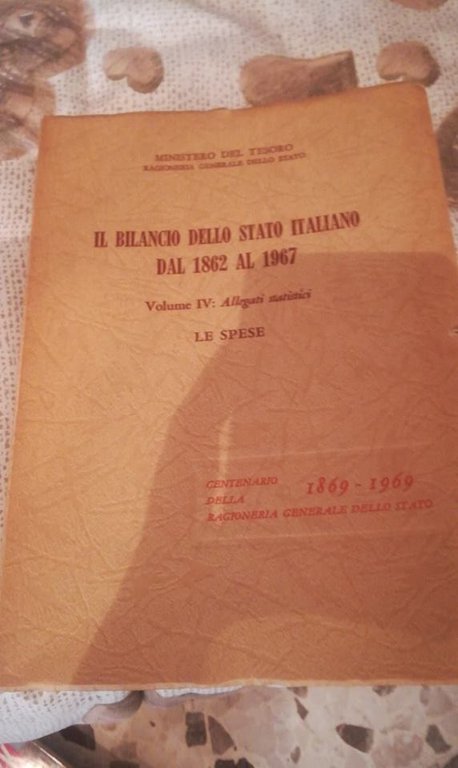 MINISTERO DEL TESORO
RAGIONERIA GENERALE DELLO STATO
IL BILANCIO DELLO STATO ITALIANO
DAL 1862 AL 1967
Volume IV: Allegati statistici
LE SPESE
CENTENARIO 1869-1969
DELLA
RAGIONERIA GENERALE DELLO STATO